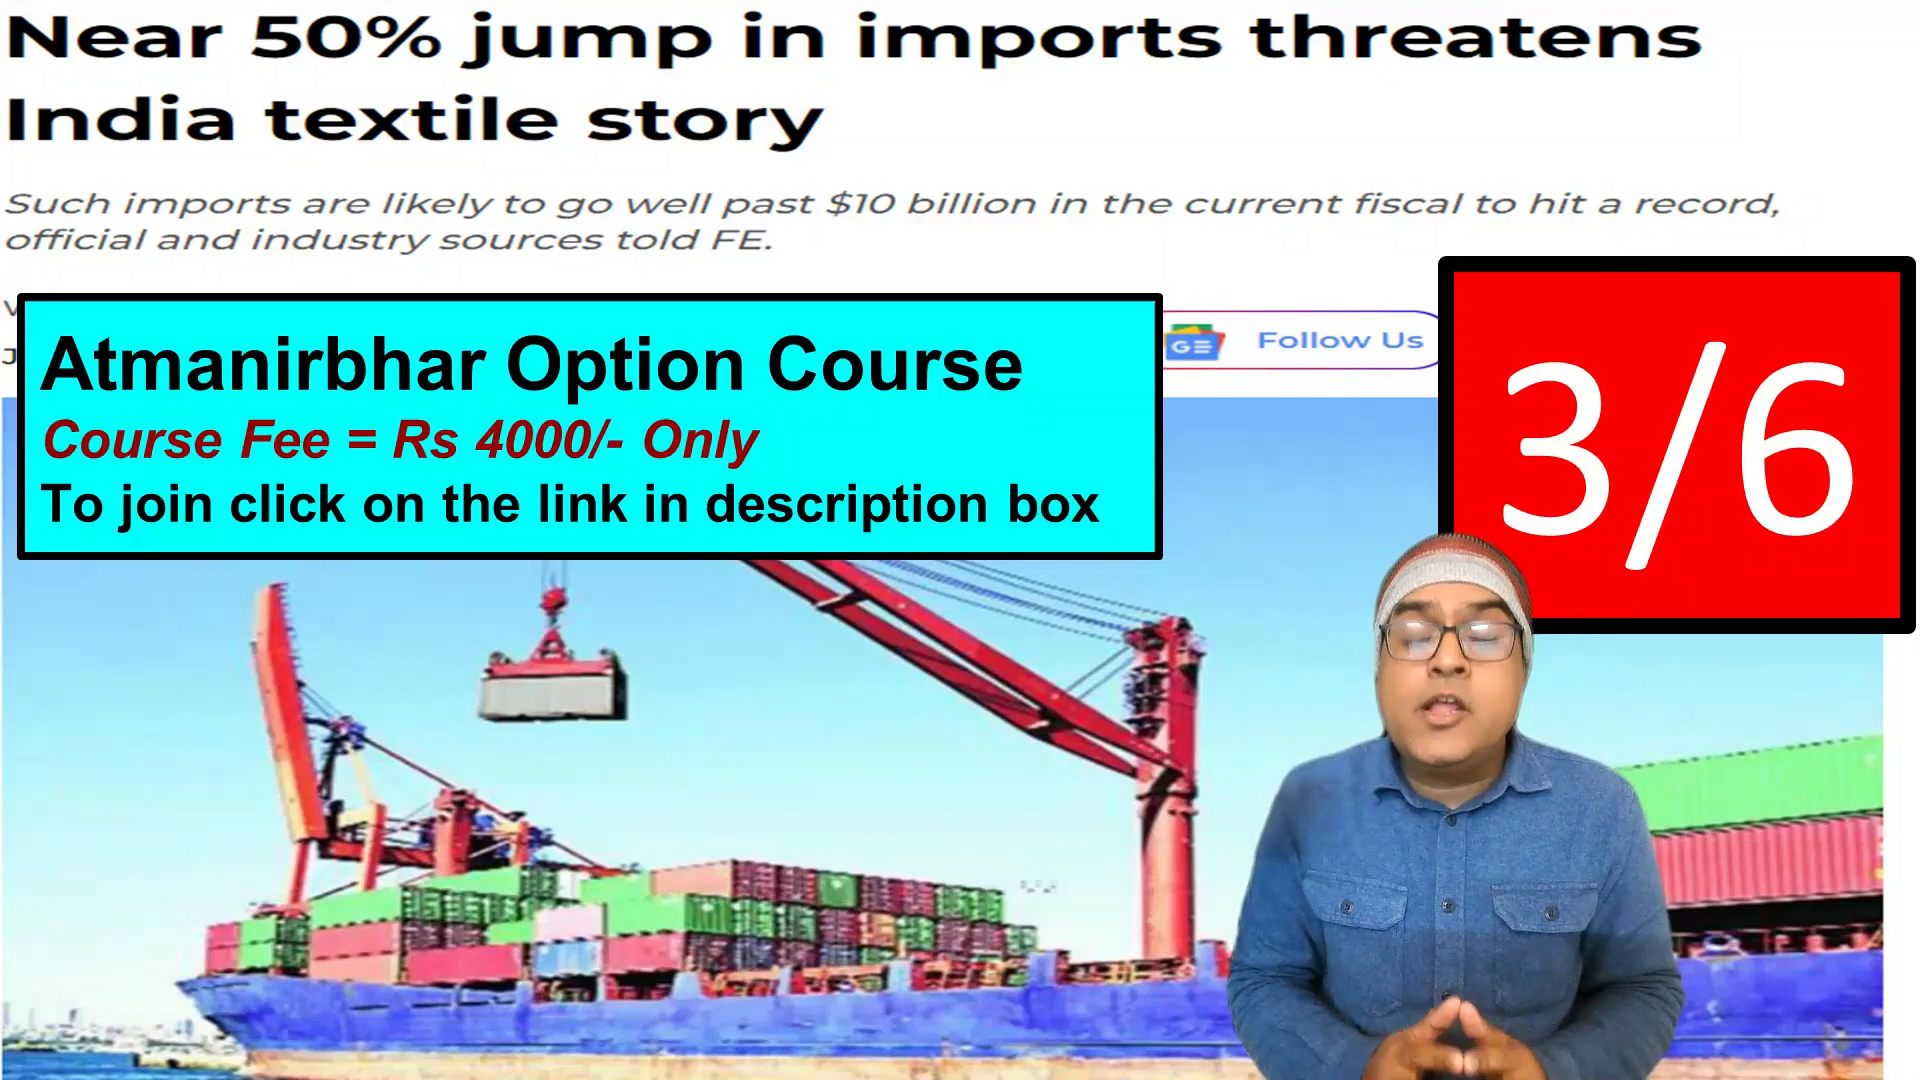 Near 50% jump in imports threatens
India textile story
Such imports are likely to go well past $10 billion in the current fiscal to hit a record,
official and industry sources told FE.
Atmanirbhar Option Course
Course Fee = Rs 4000/- Only
To join click on the link in description box
GE Follow Us
3/6